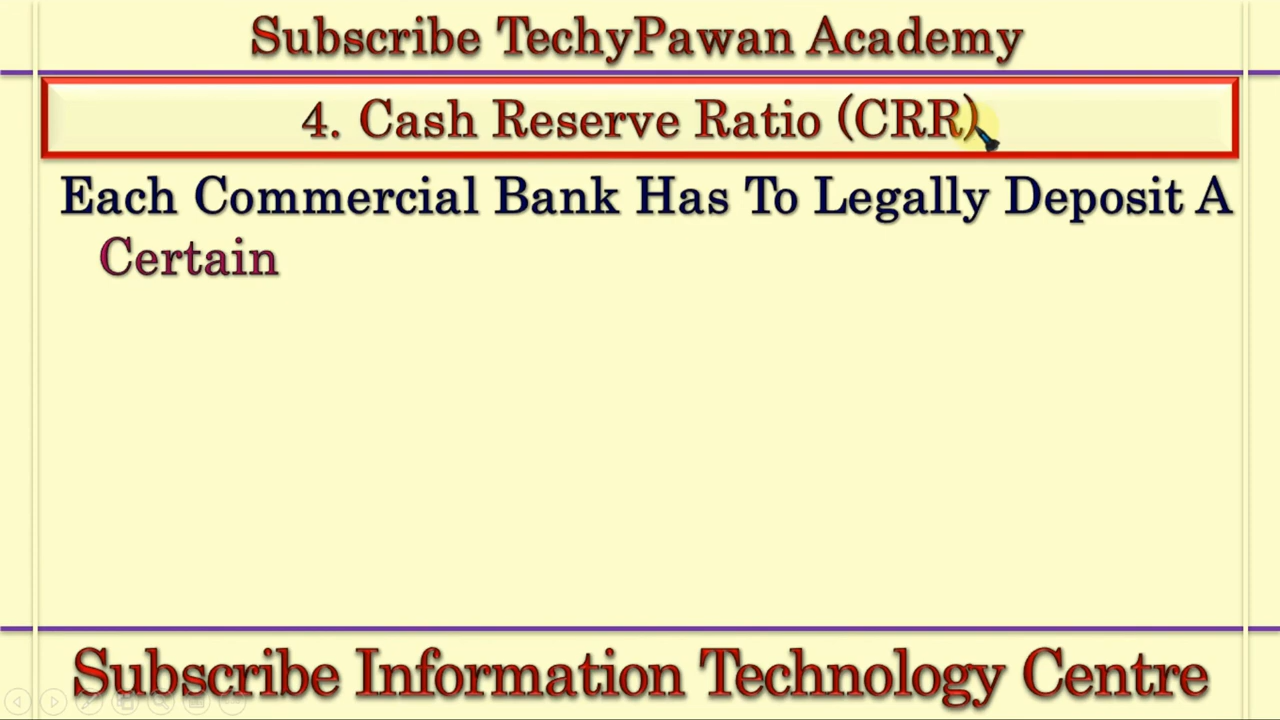 Subscribe TechyPawan Academy
4. Cash Reserve Ratio (CRR)
Each Commercial Bank Has To Legally Deposit A
Certain
Subscribe Information Technology Centre